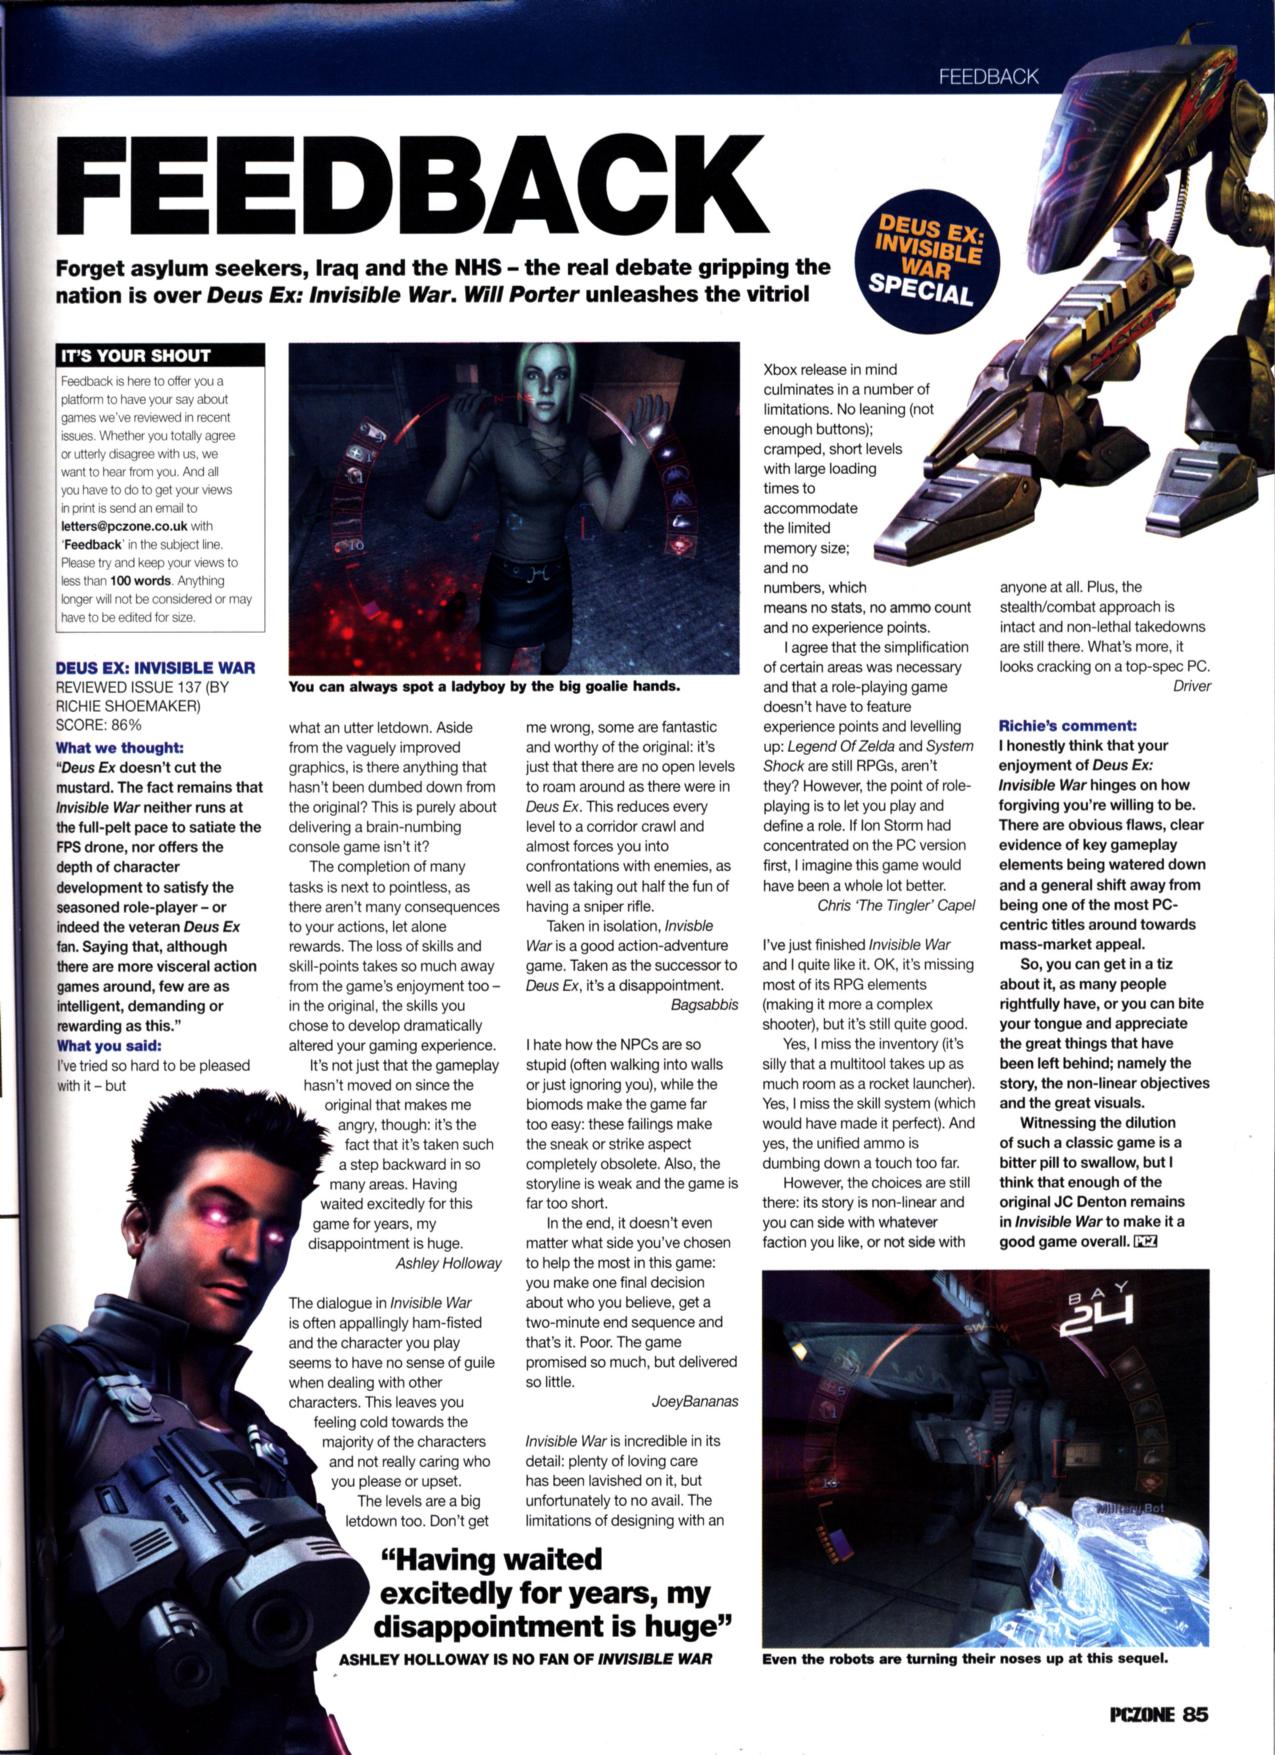 FEEDBACK
FEEDBACK
Forget asylum seekers, Iraq and the NHS – the real debate gripping the
nation is over Deus Ex: Invisible War. Will Porter unleashes the vitriol
DEUS EX:
INVISIBLE
WAR
SPECIAL
IT'S YOUR SHOUT
Feedback is here to offer you a
platform to have your say about
games we've reviewed in recent
issues. Whether you totally agree
or utterly disagree with us, we
want to hear from you. And all
you have to do to get your views
in print is send an email to
letters@pczone.co.uk with
'Feedback' in the subject line.
Please try and keep your views to
less than 100 words. Anything
longer will not be considered or may
have to be edited for size.
DEUS EX: INVISIBLE WAR
REVIEWED ISSUE 137 (BY
RICHIE SHOEMAKER)
SCORE: 86%
What we thought:
"Deus Ex doesn't cut the
mustard. The fact remains that
Invisible War neither runs at
the full-pelt pace to satiate the
FPS drone, nor offers the
depth of character
development to satisfy the
seasoned role-player – or
indeed the veteran Deus Ex
fan. Saying that, although
there are more visceral action
games around, few are as
intelligent, demanding or
rewarding as this."
What you said:
I've tried so hard to be pleased
with it – but
You can always spot a ladyboy by the big goalie hands.
what an utter letdown. Aside
from the vaguely improved
graphics, is there anything that
hasn't been dumbed down from
the original? This is purely about
delivering a brain-numbing
console game isn't it?
The completion of many
tasks is next to pointless, as
there aren't many consequences
to your actions, let alone
rewards. The loss of skills and
skill-points takes so much away
from the game's enjoyment too –
in the original, the skills you
chose to develop dramatically
altered your gaming experience.
It's not just that the gameplay
hasn't moved on since the
original that makes me
angry, though: it's the
fact that it's taken such
a step backward in so
many areas. Having
waited excitedly for this
game for years, my
disappointment is huge.
Ashley Holloway
The dialogue in Invisible War
is often appallingly ham-fisted
and the character you play
seems to have no sense of guile
when dealing with other
characters. This leaves you
feeling cold towards the
majority of the characters
and not really caring who
you please or upset.
The levels are a big
letdown too. Don't get
me wrong, some are fantastic
and worthy of the original: it's
just that there are no open levels
to roam around as there were in
Deus Ex. This reduces every
level to a corridor crawl and
almost forces you into
confrontations with enemies, as
well as taking out half the fun of
having a sniper rifle.
Taken in isolation, Invisble
War is a good action-adventure
game. Taken as the successor to
Deus Ex, it's a disappointment.
Bagsabbis
I hate how the NPCs are so
stupid (often walking into walls
or just ignoring you), while the
biomods make the game far
too easy: these failings make
the sneak or strike aspect
completely obsolete. Also, the
storyline is weak and the game is
far too short.
In the end, it doesn't even
matter what side you've chosen
to help the most in this game:
you make one final decision
about who you believe, get a
two-minute end sequence and
that's it. Poor. The game
promised so much, but delivered
so little.
JoeyBananas
Invisible War is incredible in its
detail: plenty of loving care
has been lavished on it, but
unfortunately to no avail. The
limitations of designing with an
"Having waited
excitedly for years, my
disappointment is huge"
ASHLEY HOLLOWAY IS NO FAN OF INVISIBLE WAR
Xbox release in mind
culminates in a number of
limitations. No leaning (not
enough buttons);
cramped, short levels
with large loading
times to
accommodate
the limited
memory size;
and no
numbers, which
means no stats, no ammo count
and no experience points.
I agree that the simplification
of certain areas was necessary
and that a role-playing game
doesn't have to feature
experience points and levelling
up: Legend Of Zelda and System
Shock are still RPGs, aren't
they? However, the point of role-
playing is to let you play and
define a role. If Ion Storm had
concentrated on the PC version
first, I imagine this game would
have been a whole lot better.
Chris 'The Tingler' Capel
I've just finished Invisible War
and I quite like it. OK, it's missing
most of its RPG elements
(making it more a complex
shooter), but it's still quite good.
Yes, I miss the inventory (it's
silly that a multitool takes up as
much room as a rocket launcher).
Yes, I miss the skill system (which
would have made it perfect). And
yes, the unified ammo is
dumbing down a touch too far.
However, the choices are still
there: its story is non-linear and
you can side with whatever
faction you like, or not side with
anyone at all. Plus, the
stealth/combat approach is
intact and non-lethal takedowns
are still there. What's more, it
looks cracking on a top-spec PC.
Driver
Richie's comment:
I honestly think that your
enjoyment of Deus Ex:
Invisible War hinges on how
forgiving you're willing to be.
There are obvious flaws, clear
evidence of key gameplay
elements being watered down
and a general shift away from
being one of the most PC-
centric titles around towards
mass-market appeal.
So, you can get in a tiz
about it, as many people
rightfully have, or you can bite
your tongue and appreciate
the great things that have
been left behind; namely the
story, the non-linear objectives
and the great visuals.
Witnessing the dilution
of such a classic game is a
bitter pill to swallow, but I
think that enough of the
original JC Denton remains
in Invisible War to make it a
good game overall. PCZ
BAY
24
Military Bot
Even the robots are turning their noses up at this sequel.
PCZONE 85